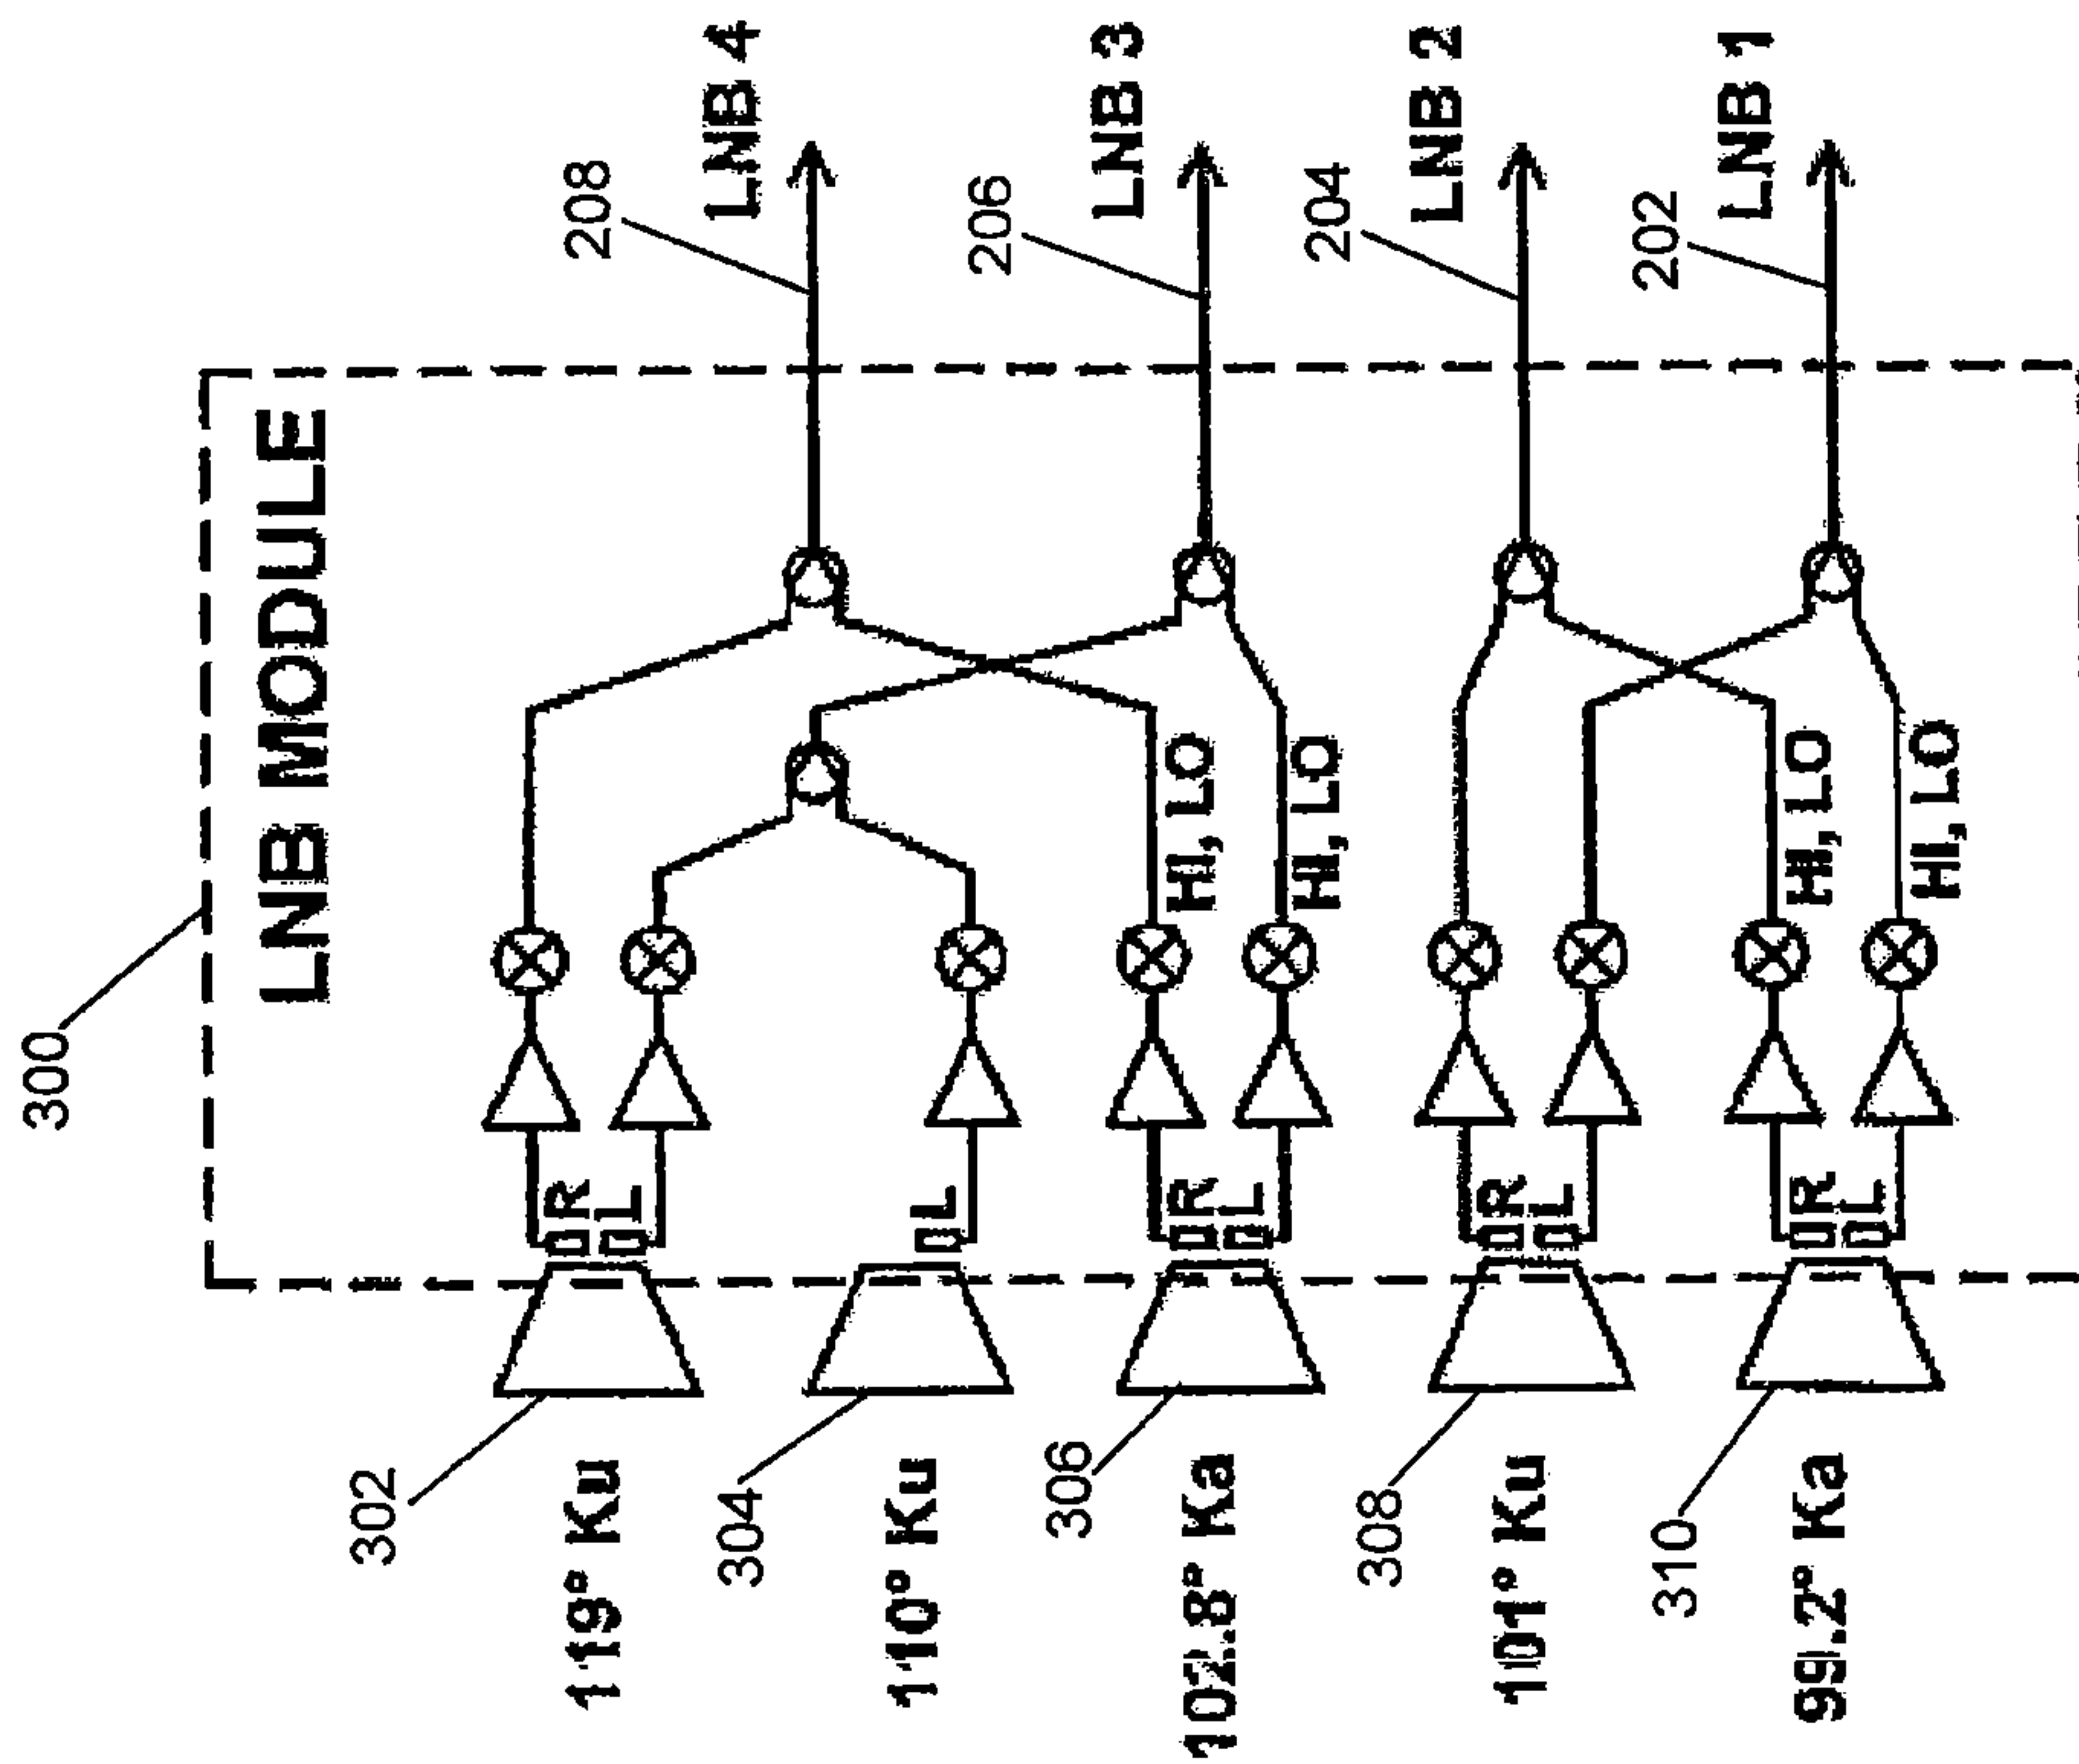 300
LNB MODULE
119° Ku
302
R
L
208
LNB 4
110° Ku
304
L
102.8° Ka
306
R
L
HI, LO
HI, LO
206
LNB 3
101° Ku
308
R
L
204
LNB 2
99.2° Ka
310
R
L
HI, LO
HI, LO
202
LNB 1